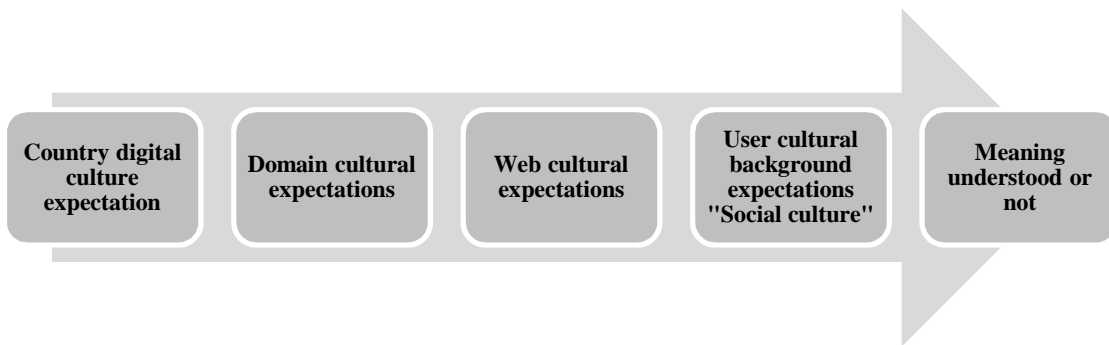 Country digital
culture
expectation
Domain cultural
expectations
Web cultural
expectations
User cultural
background
expectations
"Social culture"
Meaning
understood or
not